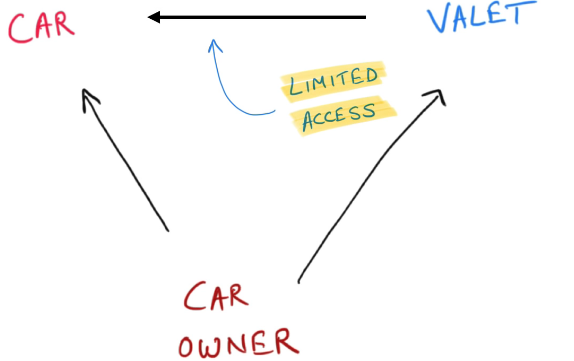 CAR
VALET
LIMITED
ACCESS
CAR
OWNER